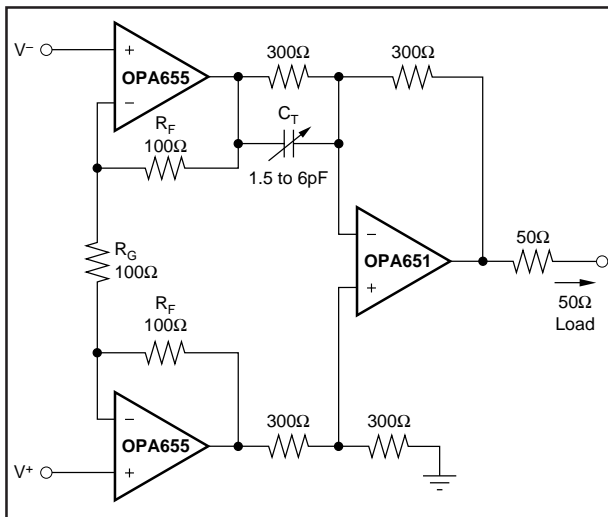 V–
+
OPA655
–
300Ω
300Ω
C_T
1.5 to 6pF
R_F
100Ω
R_G
100Ω
–
OPA651
+
50Ω
50Ω
Load
R_F
100Ω
–
OPA655
+
V+
300Ω
300Ω